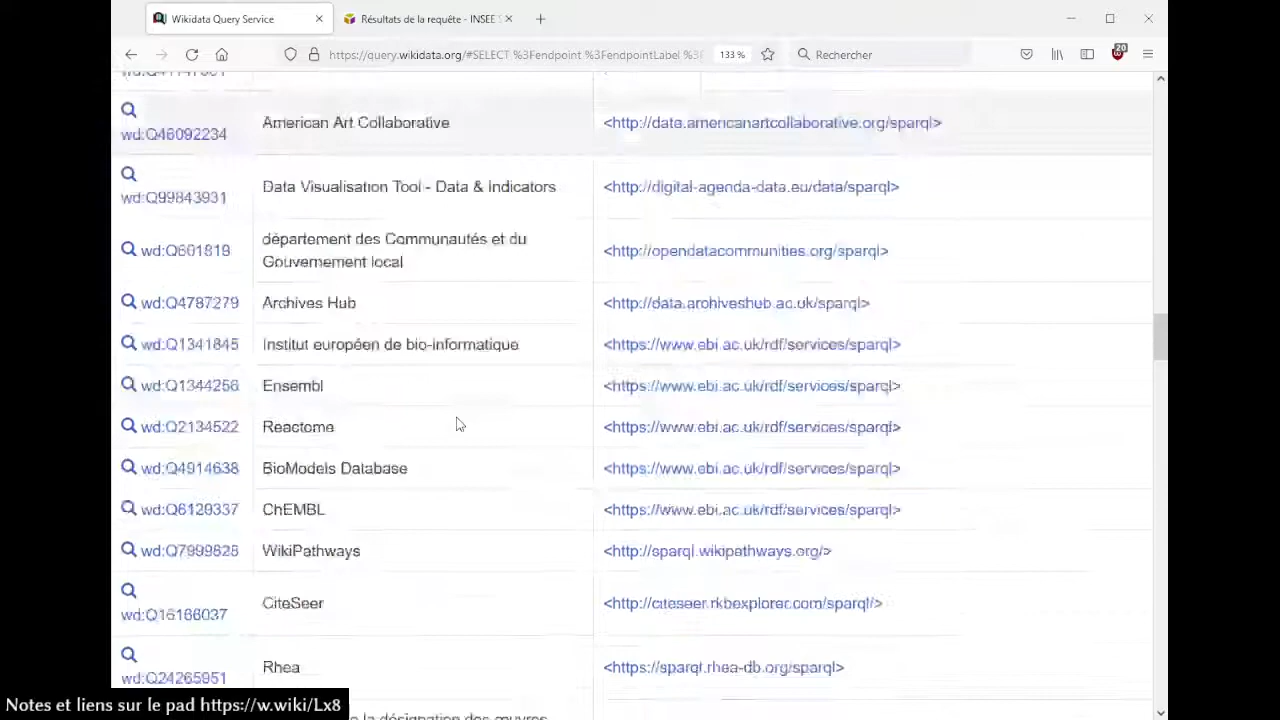 Wikidata Query Service
Résultats de la requête - INSEE
https://query.wikidata.org/#SELECT %3Fendpoint %3FendpointLabel %3F
133 %
Rechercher
20
wd:Q46092234
American Art Collaborative
<http://data.americanartcollaborative.org/sparql>
wd:Q99843931
Data Visualisation Tool - Data & Indicators
<http://digital-agenda-data.eu/data/sparql>
wd:Q601819
département des Communautés et du
Gouvernement local
<http://opendatacommunities.org/sparql>
wd:Q4787279
Archives Hub
<http://data.archiveshub.ac.uk/sparql>
wd:Q1341845
Institut européen de bio-informatique
<https://www.ebi.ac.uk/rdf/services/sparql>
wd:Q1344256
Ensembl
<https://www.ebi.ac.uk/rdf/services/sparql>
wd:Q2134522
Reactome
<https://www.ebi.ac.uk/rdf/services/sparql>
wd:Q4914638
BioModels Database
<https://www.ebi.ac.uk/rdf/services/sparql>
wd:Q6120337
ChEMBL
<https://www.ebi.ac.uk/rdf/services/sparql>
wd:Q7999828
WikiPathways
<http://sparql.wikipathways.org/>
wd:Q16166037
CiteSeer
<http://citeseer.rkbexplorer.com/sparql/>
wd:Q24265951
Rhea
<https://sparql.rhea-db.org/sparql>
la désignation des œuvres
Notes et liens sur le pad https://w.wiki/Lx8